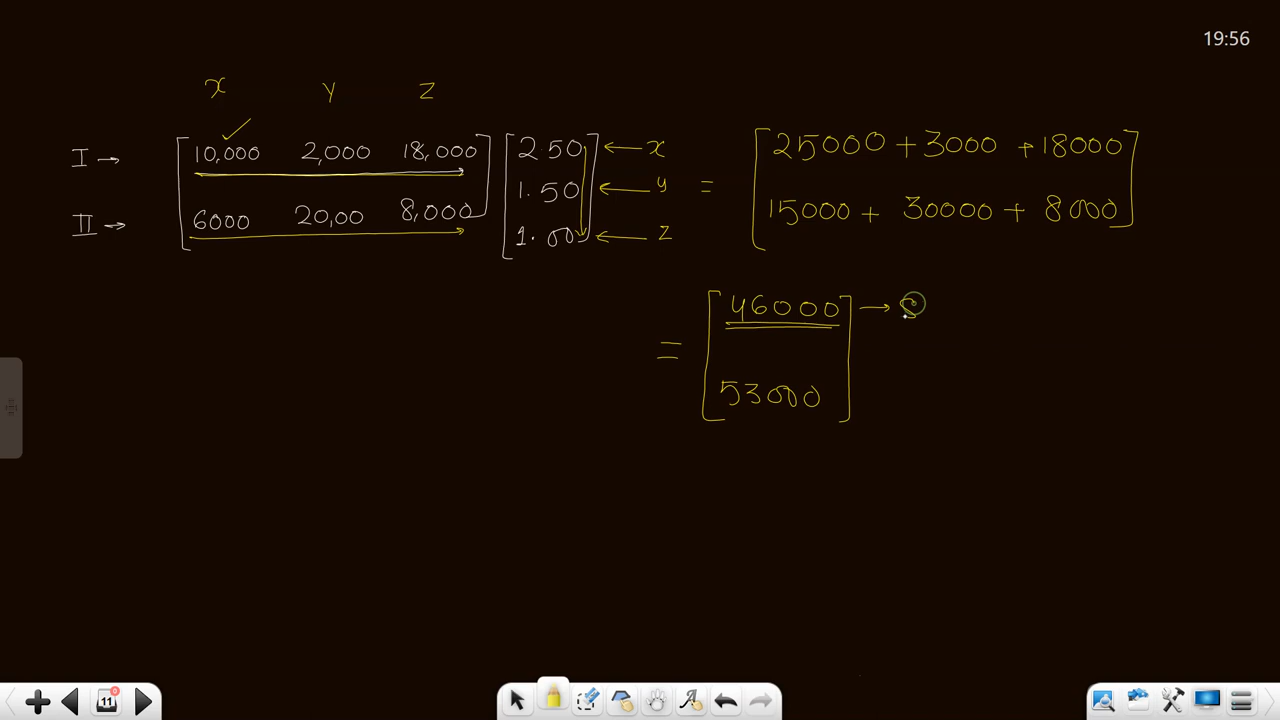 19:56
x y z
I → [10,000 2,000 18,000] [2.50] ← x = [25000 + 3000 + 18000]
[1.50] ← y
II → [6000 20,00 8,000] [1.00] ← z [15000 + 30000 + 8000]
= [46000] →
[53000]
11
0